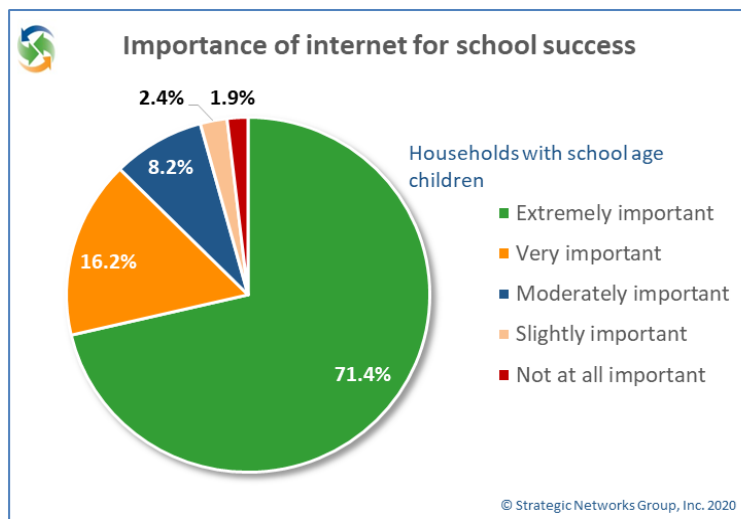 Importance of internet for school success
2.4%
1.9%
8.2%
16.2%
71.4%
Households with school age
children
Extremely important
Very important
Moderately important
Slightly important
Not at all important
© Strategic Networks Group, Inc. 2020